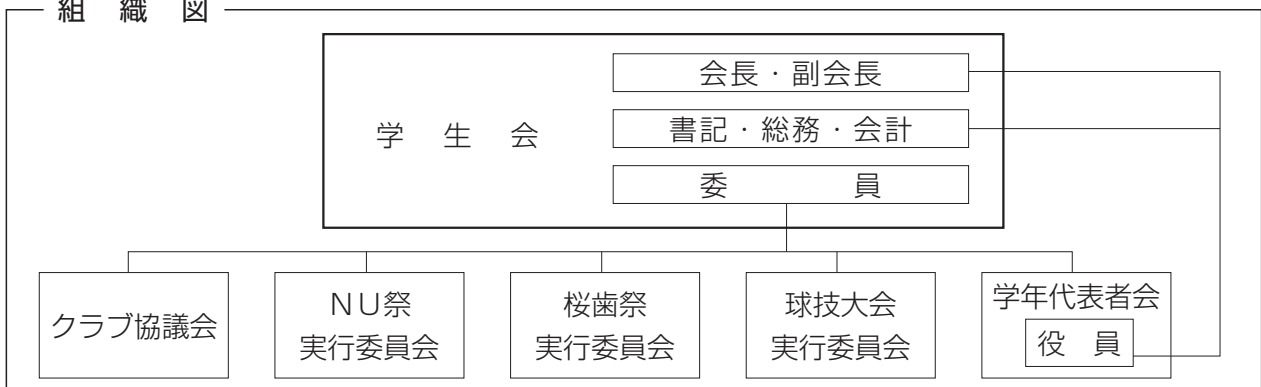 組織図
会長・副会長
学生会
書記・総務・会計
委員
クラブ協議会
NU祭
実行委員会
桜歯祭
実行委員会
球技大会
実行委員会
学年代表者会
役員